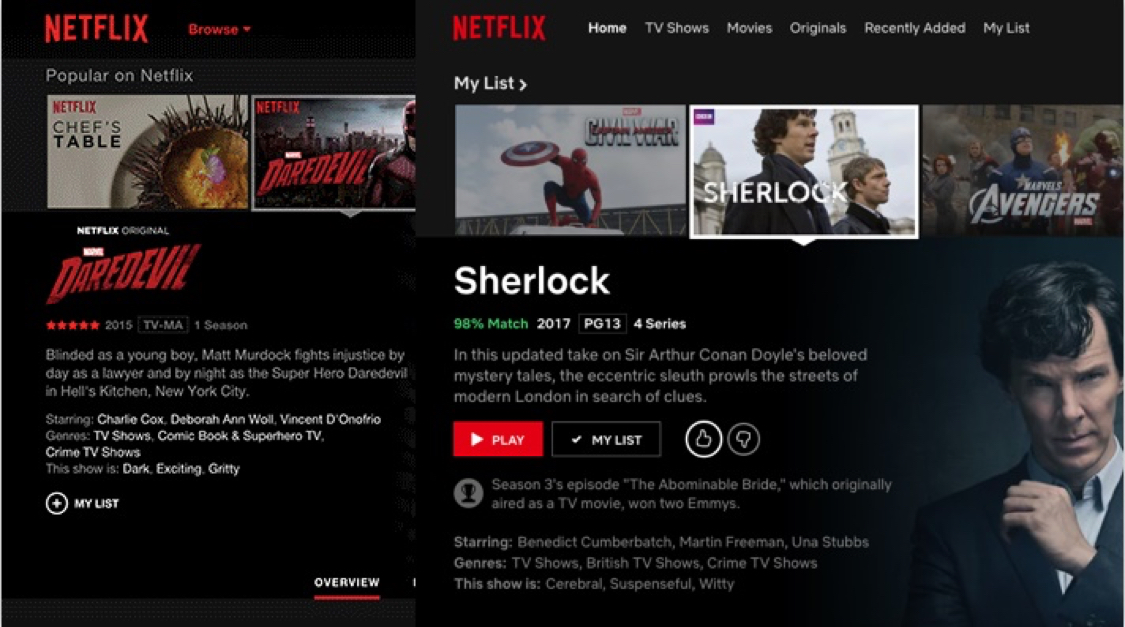 NETFLIX
Browse
Popular on Netflix
NETFLIX
CHEF'S
TABLE
NETFLIX
MARVEL
DAREDEVIL
NETFLIX ORIGINAL
MARVEL
DAREDEVIL
2015 TV-MA 1 Season
Blinded as a young boy, Matt Murdock fights injustice by
day as a lawyer and by night as the Super Hero Daredevil
in Hell's Kitchen, New York City.
Starring: Charlie Cox, Deborah Ann Woll, Vincent D'Onofrio
Genres: TV Shows, Comic Book & Superhero TV,
Crime TV Shows
This show is: Dark, Exciting, Gritty
MY LIST
OVERVIEW
NETFLIX
Home TV Shows Movies Originals Recently Added My List
My List
MARVEL
CAPTAIN AMERICA
CIVIL WAR
BBC
SHERLOCK
MARVEL'S
AVENGERS
MARVEL
Sherlock
98% Match 2017 PG13 4 Series
In this updated take on Sir Arthur Conan Doyle's beloved
mystery tales, the eccentric sleuth prowls the streets of
modern London in search of clues.
PLAY MY LIST
Season 3's episode "The Abominable Bride," which originally
aired as a TV movie, won two Emmys.
Starring: Benedict Cumberbatch, Martin Freeman, Una Stubbs
Genres: TV Shows, British TV Shows, Crime TV Shows
This show is: Cerebral, Suspenseful, Witty